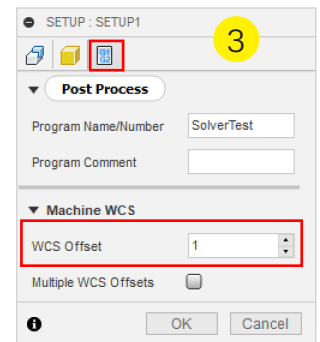 SETUP : SETUP1
3
G1
G2
Post Process
Program Name/Number SolverTest
Program Comment
Machine WCS
WCS Offset 1
Multiple WCS Offsets
OK Cancel